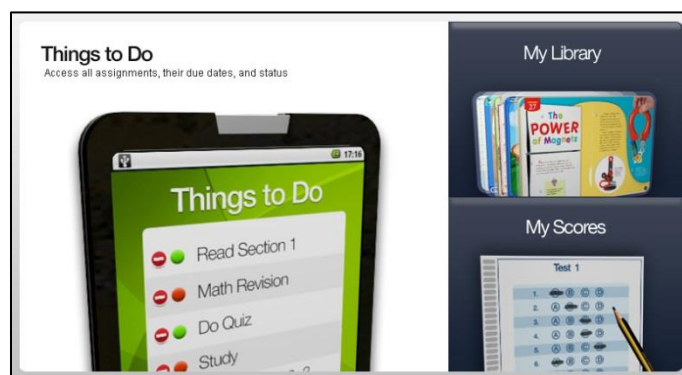 Things to Do
Access all assignments, their due dates, and status
17:16
Things to Do
Read Section 1
Math Revision
Do Quiz
Study
My Library
27
The
POWER
of Magnets
My Scores
Test 1
1. B C D
2. A C D
3. A B D
4. A B D
5. A B C
6. B C D